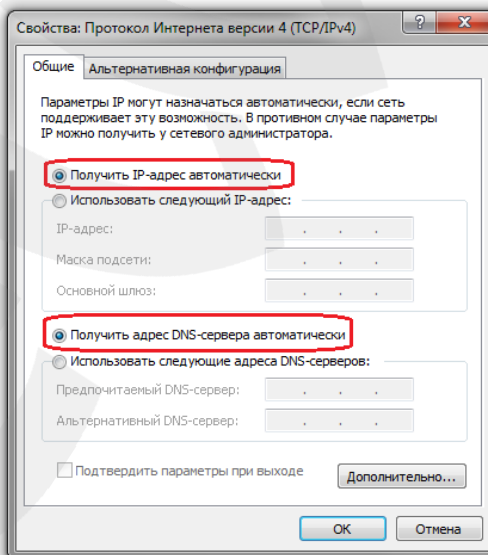 Свойства: Протокол Интернета версии 4 (TCP/IPv4)
Общие
Альтернативная конфигурация
Параметры IP могут назначаться автоматически, если сеть
поддерживает эту возможность. В противном случае параметры
IP можно получить у сетевого администратора.
Получить IP-адрес автоматически
Использовать следующий IP-адрес:
IP-адрес:
Маска подсети:
Основной шлюз:
Получить адрес DNS-сервера автоматически
Использовать следующие адреса DNS-серверов:
Предпочитаемый DNS-сервер:
Альтернативный DNS-сервер:
Подтвердить параметры при выходе
Дополнительно...
ОК
Отмена